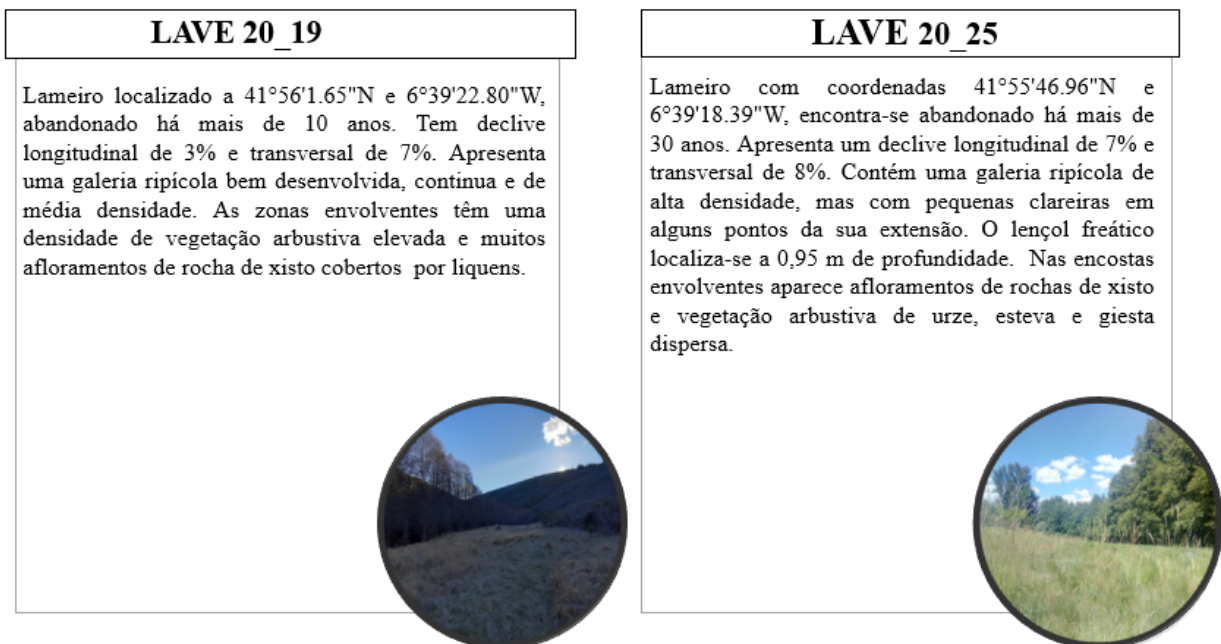 LAVE 20_19
Lameiro localizado a 41°56'1.65"N e 6°39'22.80"W,
abandonado há mais de 10 anos. Tem declive
longitudinal de 3% e transversal de 7%. Apresenta
uma galeria ripícola bem desenvolvida, continua e de
média densidade. As zonas envolventes têm uma
densidade de vegetação arbustiva elevada e muitos
afloramentos de rocha de xisto cobertos por liquens.
LAVE 20_25
Lameiro com coordenadas 41°55'46.96"N e
6°39'18.39"W, encontra-se abandonado há mais de
30 anos. Apresenta um declive longitudinal de 7% e
transversal de 8%. Contém uma galeria ripícola de
alta densidade, mas com pequenas clareiras em
alguns pontos da sua extensão. O lençol freático
localiza-se a 0,95 m de profundidade. Nas encostas
envolventes aparece afloramentos de rochas de xisto
e vegetação arbustiva de urze, esteva e giesta
dispersa.